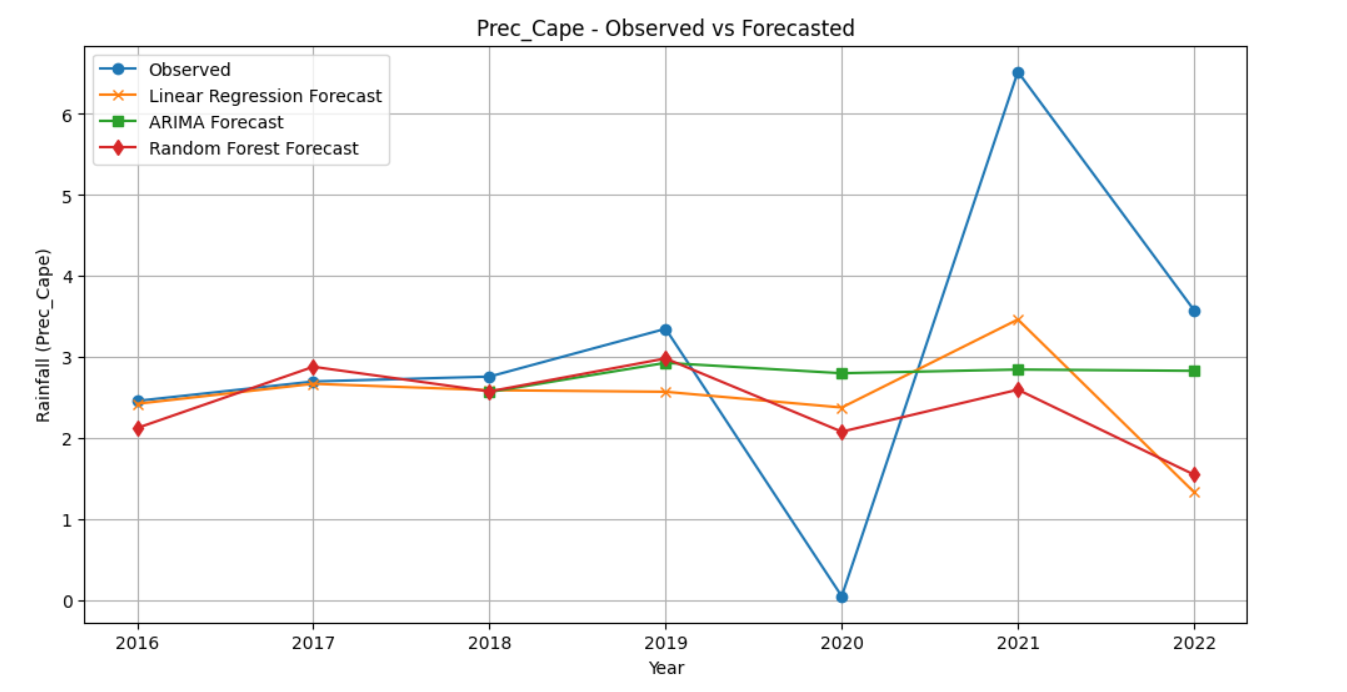 Prec_Cape - Observed vs Forecasted
Observed
Linear Regression Forecast
ARIMA Forecast
Random Forest Forecast
Rainfall (Prec_Cape)
6
5
4
3
2
1
0
2016 2017 2018 2019 2020 2021 2022
Year